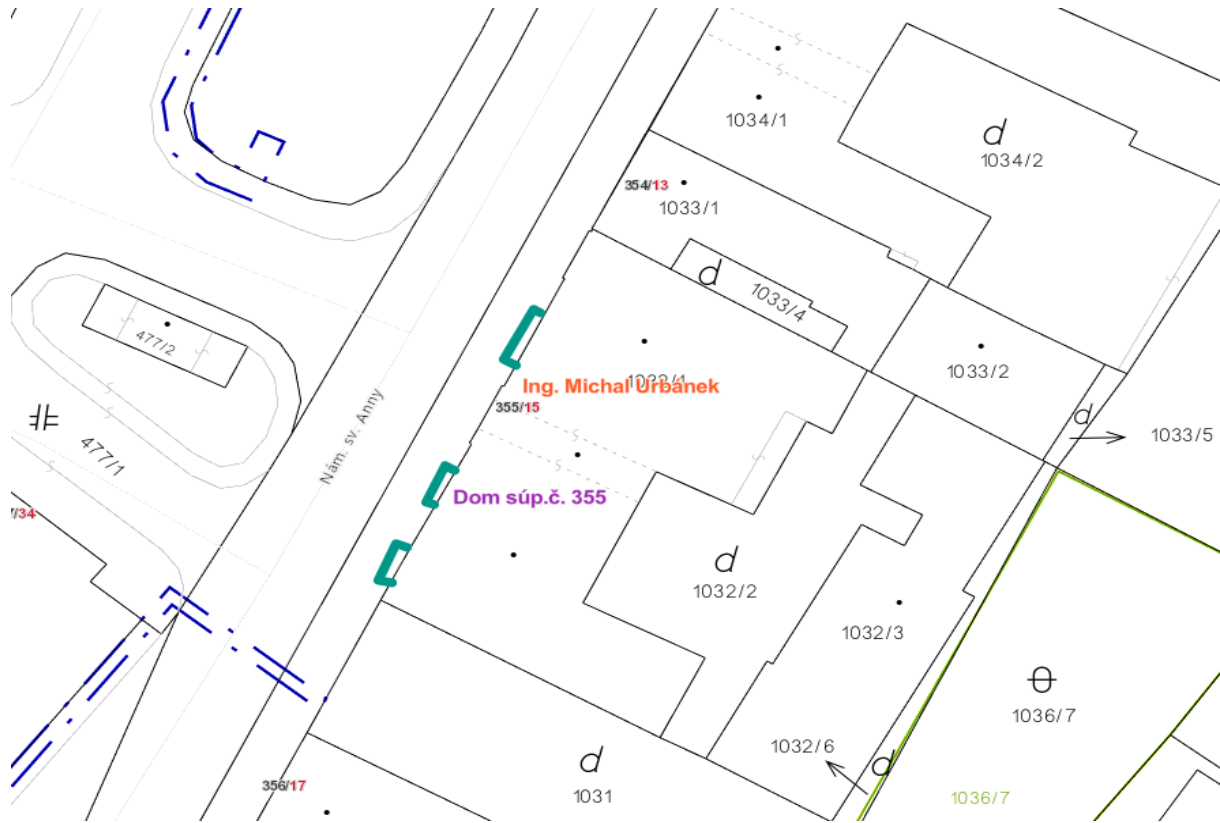 1034/1
d
1034/2
354/13
1033/1
d
1033/4
477/2
1033/2
Ing. Michal Urbánek
355/15
d
1033/5
Nám. sv. Anny
477/1
Dom súp.č. 355
/34
d
1032/2
1032/3
1036/7
1032/6
d
356/17
d
1031
1036/7